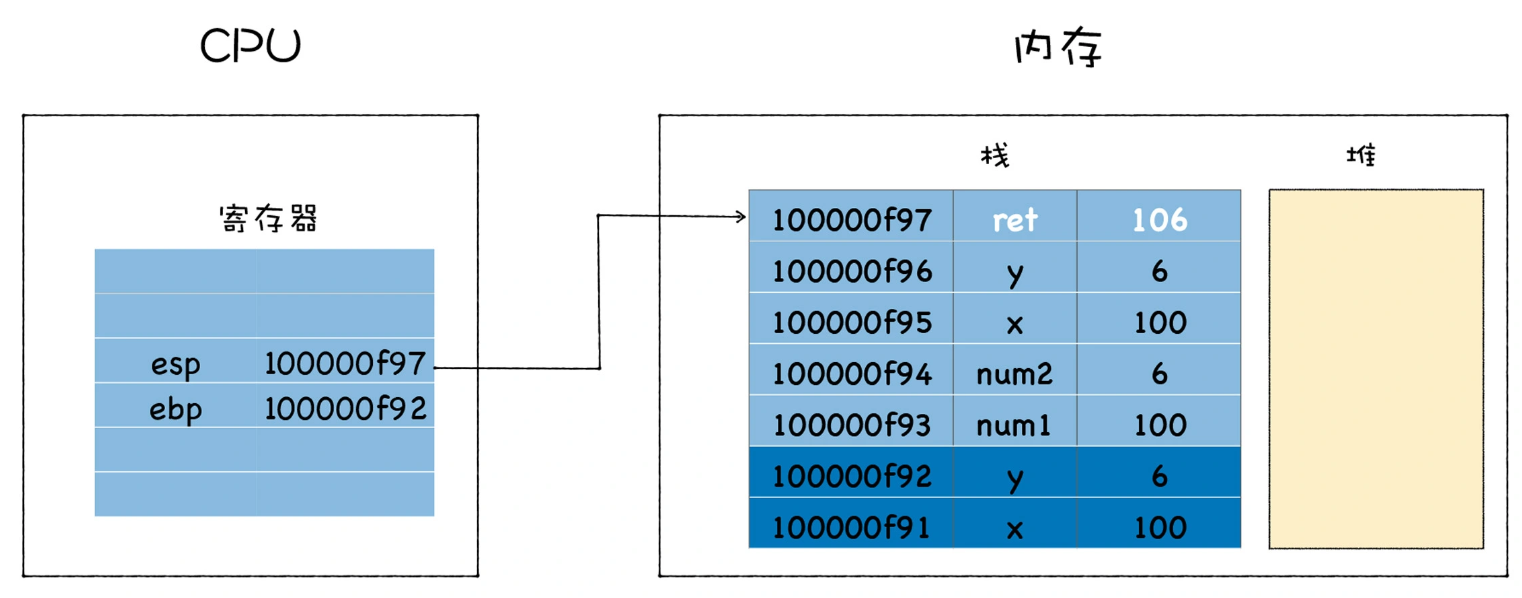 CPU
内存
寄存器
esp 100000f97
ebp 100000f92
栈
100000f97 ret 106
100000f96 y 6
100000f95 x 100
100000f94 num2 6
100000f93 num1 100
100000f92 y 6
100000f91 x 100
堆